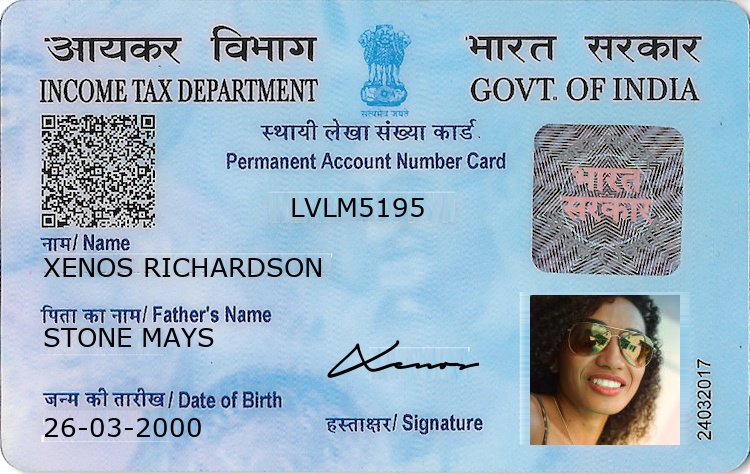 आयकर विभाग
INCOME TAX DEPARTMENT
सत्यमेव जयते
भारत सरकार
GOVT. OF INDIA
स्थायी लेखा संख्या कार्ड
Permanent Account Number Card
LVLM5195
भारत
सरकार
नाम/ Name
XENOS RICHARDSON
पिता का नाम/ Father's Name
STONE MAYS
Xenos
जन्म की तारीख/ Date of Birth
26-03-2000
हस्ताक्षर/ Signature
24032017